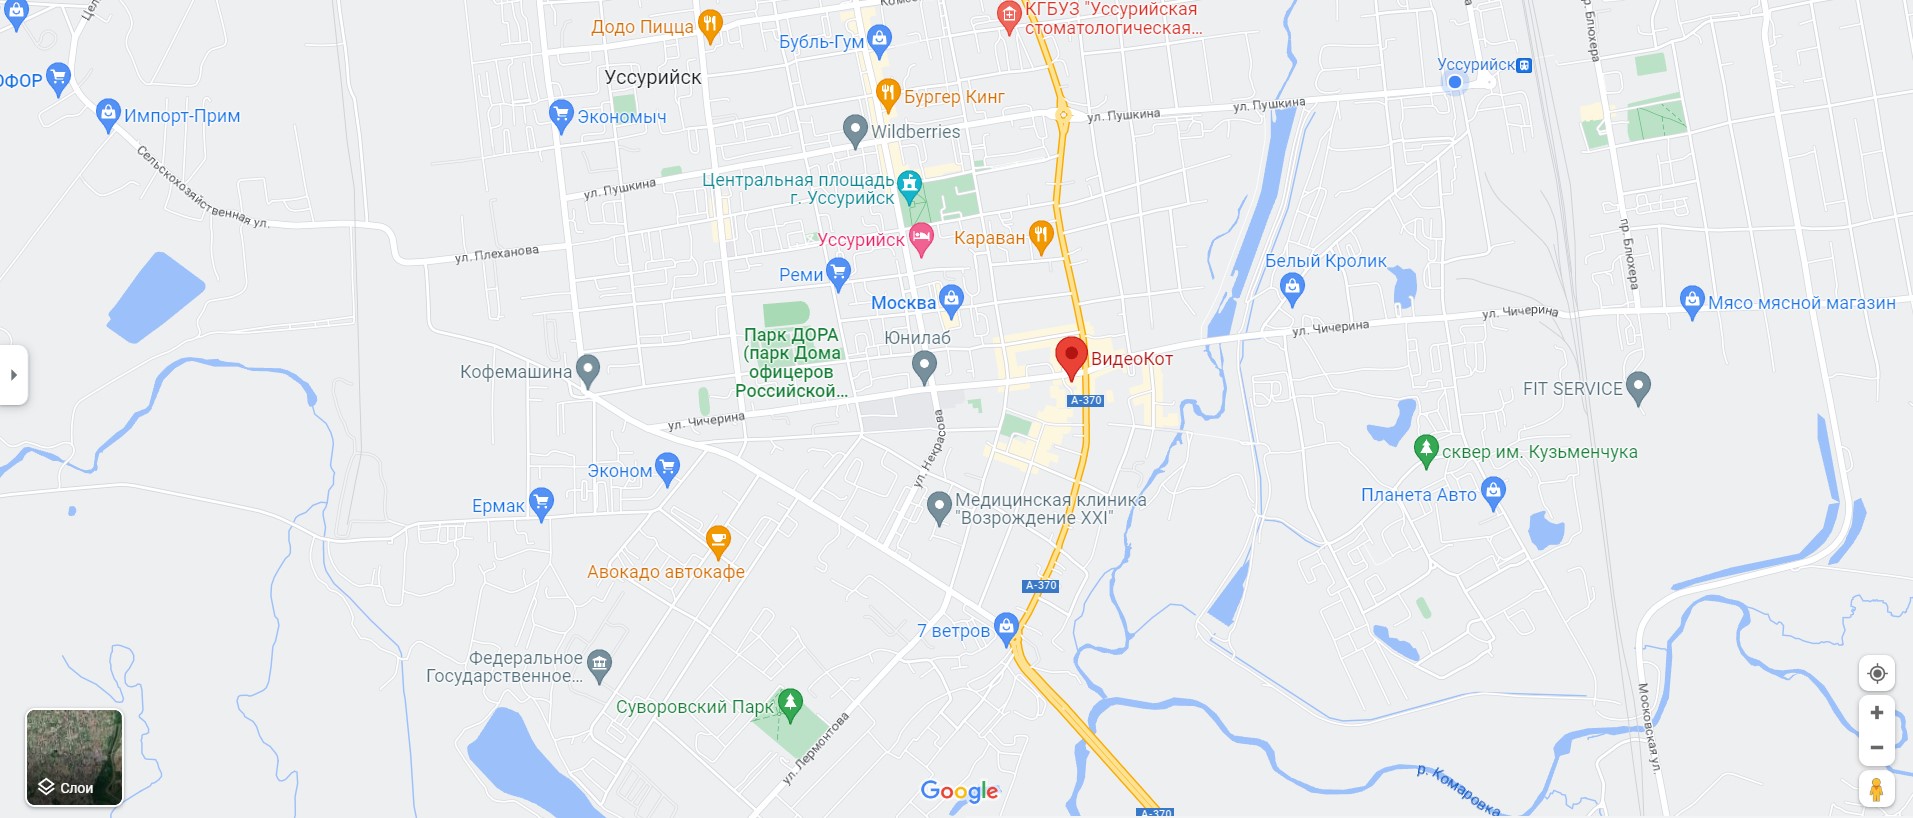 КГБУЗ "Уссурийская
стоматологическая...
Додо Пицца
Бубль-Гум
Уссурийск
Уссурийск
пр. Блюхера
Бургер Кинг
Импорт-Прим
Экономыч
ул. Пушкина
ул. Пушкина
Wildberries
Сельскохозяйственная ул.
ул. Пушкина
Центральная площадь
г. Уссурийск
Уссурийск
Караван
ул. Плеханова
пр. Блюхера
Белый Кролик
Реми
Москва
Мясо мясной магазин
ул. Чичерина
ул. Чичерина
Парк ДОРА
(парк Дома
офицеров
Российской...
Юнилаб
ВидеоКот
Кофемашина
А-370
FIT SERVICE
ул. Чичерина
ул. Некрасова
сквер им. Кузьменчука
Эконом
Планета Авто
Ермак
Медицинская клиника
"Возрождение XXI"
Авокадо автокафе
А-370
7 ветров
Федеральное
Государственное...
Суворовский Парк
ул. Лермонтова
Московская ул.
р. Комаровка
Слои
Google
А-370